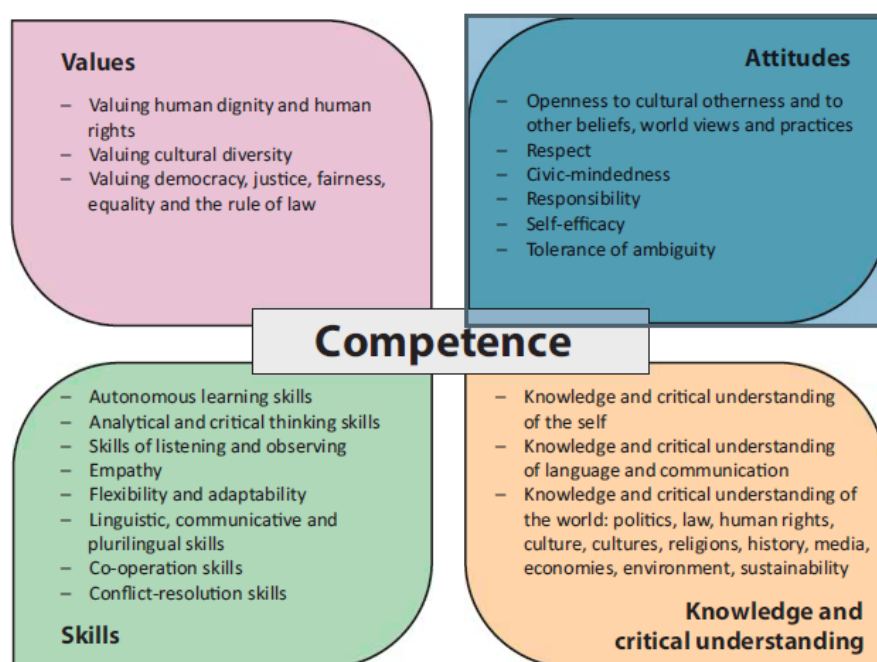 Values
– Valuing human dignity and human
rights
– Valuing cultural diversity
– Valuing democracy, justice, fairness,
equality and the rule of law
Attitudes
– Openness to cultural otherness and to
other beliefs, world views and practices
– Respect
– Civic-mindedness
– Responsibility
– Self-efficacy
– Tolerance of ambiguity
Competence
– Autonomous learning skills
– Analytical and critical thinking skills
– Skills of listening and observing
– Empathy
– Flexibility and adaptability
– Linguistic, communicative and
plurilingual skills
– Co-operation skills
– Conflict-resolution skills
Skills
– Knowledge and critical understanding
of the self
– Knowledge and critical understanding
of language and communication
– Knowledge and critical understanding of
the world: politics, law, human rights,
culture, cultures, religions, history, media,
economies, environment, sustainability
Knowledge and
critical understanding